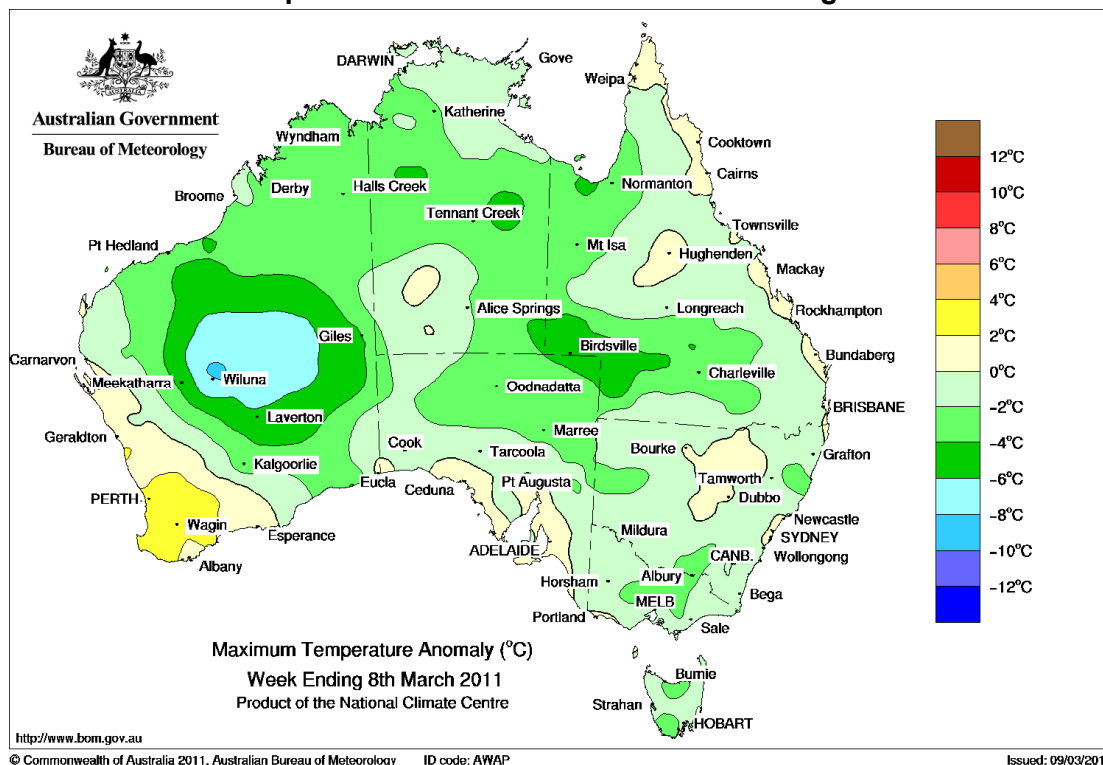 Australian Government
Bureau of Meteorology
AUSTRALIA
DARWIN
Gove
Weipa
Katherine
Wyndham
Cooktown
Cairns
Broome
Derby
Halls Creek
Normanton
Tennant Creek
Townsville
Pt Hedland
Mt Isa
Hughenden
Mackay
Alice Springs
Longreach
Rockhampton
Giles
Carnarvon
Birdsville
Bundaberg
Meekatharra
Wiluna
Oodnadatta
Charleville
Laverton
BRISBANE
Geraldton
Marree
Cook
Tarcoola
Bourke
Grafton
Kalgoorlie
Eucla
Ceduna
Pt Augusta
Tamworth
PERTH
Dubbo
Wagin
Esperance
Mildura
Newcastle
SYDNEY
ADELAIDE
CANB.
Wollongong
Albany
Horsham
Albury
Bega
MELB
Portland
Sale
Burnie
Strahan
HOBART
12°C
10°C
8°C
6°C
4°C
2°C
0°C
-2°C
-4°C
-6°C
-8°C
-10°C
-12°C
Maximum Temperature Anomaly (°C)
Week Ending 8th March 2011
Product of the National Climate Centre
http://www.bom.gov.au
© Commonwealth of Australia 2011, Australian Bureau of Meteorology ID code: AWAP Issued: 09/03/201